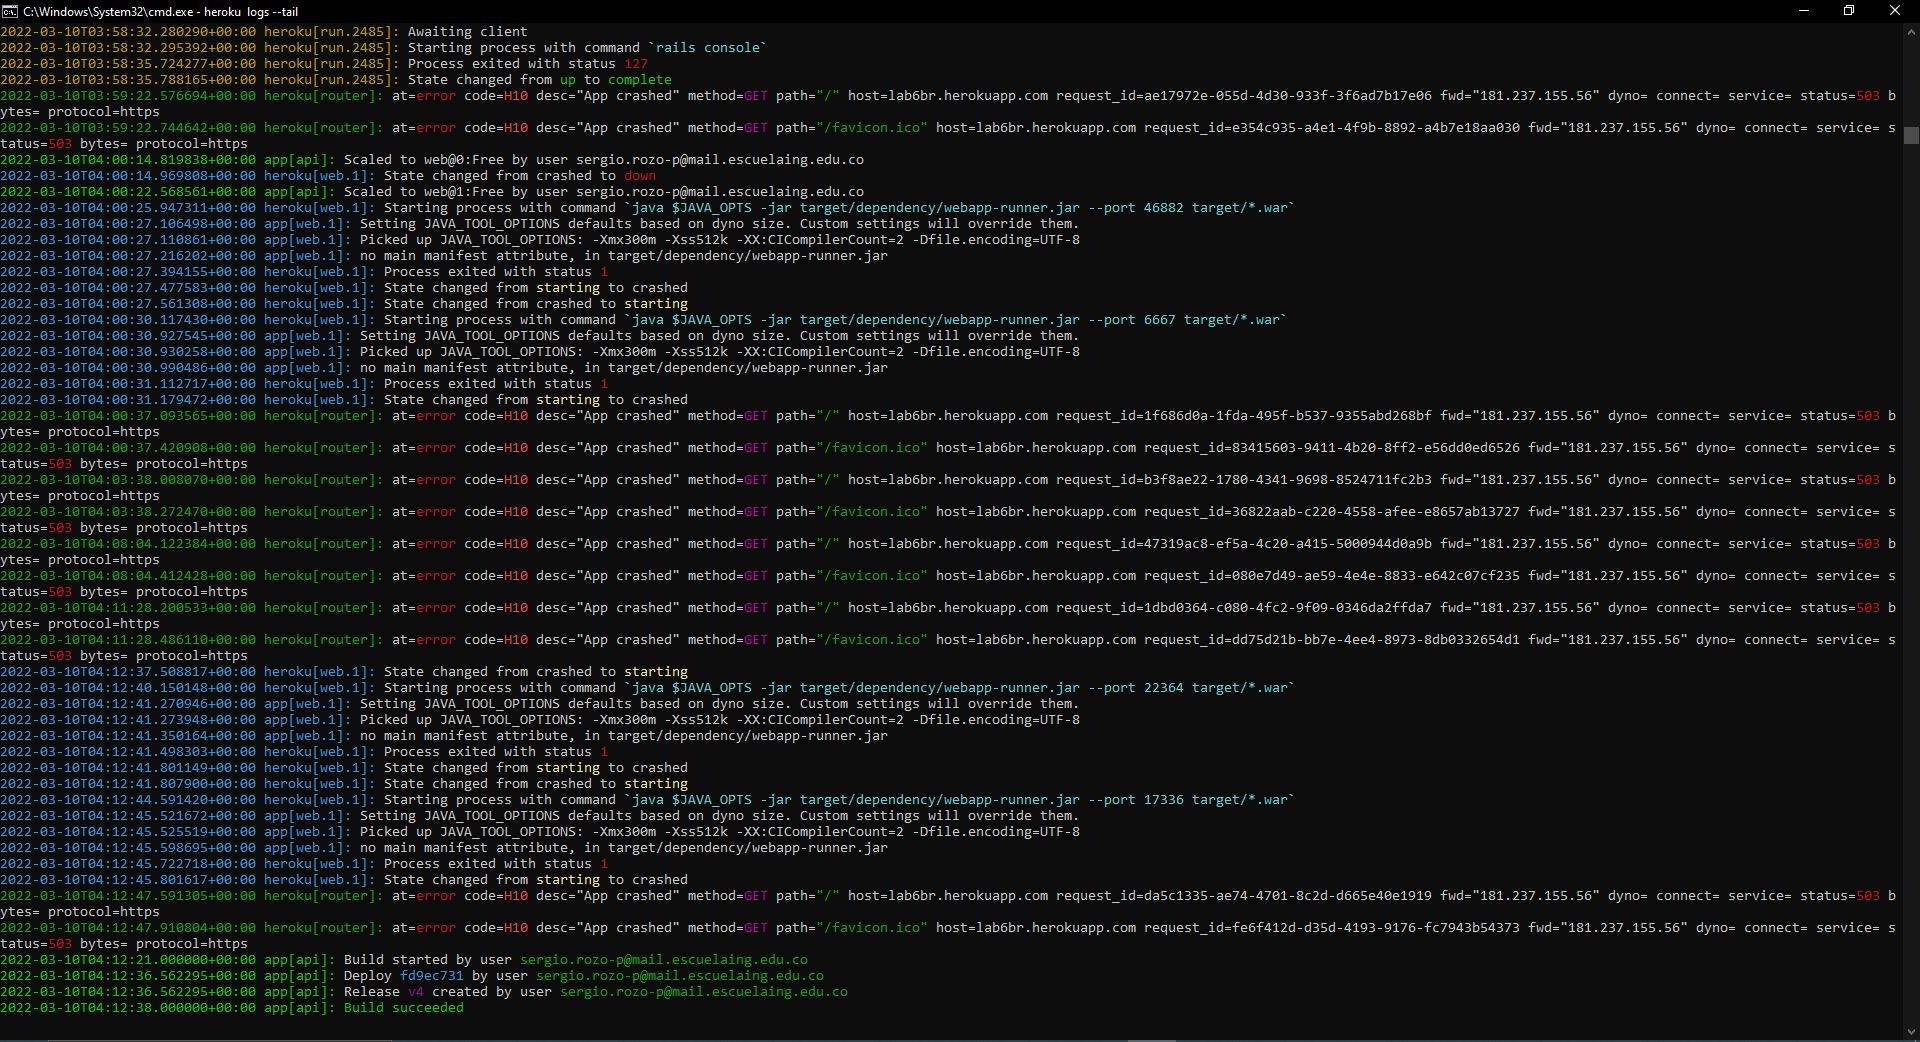 C:\Windows\System32\cmd.exe - heroku  logs --tail
2022-03-10T03:58:32.280290+00:00 heroku[run.2485]: Awaiting client
2022-03-10T03:58:32.295392+00:00 heroku[run.2485]: Starting process with command `rails console`
2022-03-10T03:58:35.724277+00:00 heroku[run.2485]: Process exited with status 127
2022-03-10T03:58:35.788165+00:00 heroku[run.2485]: State changed from up to complete
2022-03-10T03:59:22.576694+00:00 heroku[router]: at=error code=H10 desc="App crashed" method=GET path="/" host=lab6br.herokuapp.com request_id=ae17972e-055d-4d30-933f-3f6ad7b17e06 fwd="181.237.155.56" dyno= connect= service= status=503 b
ytes= protocol=https
2022-03-10T03:59:22.744642+00:00 heroku[router]: at=error code=H10 desc="App crashed" method=GET path="/favicon.ico" host=lab6br.herokuapp.com request_id=e354c935-a4e1-4f9b-8892-a4b7e18aa030 fwd="181.237.155.56" dyno= connect= service= s
tatus=503 bytes= protocol=https
2022-03-10T04:00:14.819838+00:00 app[api]: Scaled to web@0:Free by user sergio.rozo-p@mail.escuelaing.edu.co
2022-03-10T04:00:14.969808+00:00 heroku[web.1]: State changed from crashed to down
2022-03-10T04:00:22.568561+00:00 app[api]: Scaled to web@1:Free by user sergio.rozo-p@mail.escuelaing.edu.co
2022-03-10T04:00:25.947311+00:00 heroku[web.1]: Starting process with command `java $JAVA_OPTS -jar target/dependency/webapp-runner.jar --port 46882 target/*.war`
2022-03-10T04:00:27.106498+00:00 app[web.1]: Setting JAVA_TOOL_OPTIONS defaults based on dyno size. Custom settings will override them.
2022-03-10T04:00:27.110861+00:00 app[web.1]: Picked up JAVA_TOOL_OPTIONS: -Xmx300m -Xss512k -XX:CICompilerCount=2 -Dfile.encoding=UTF-8
2022-03-10T04:00:27.216202+00:00 app[web.1]: no main manifest attribute, in target/dependency/webapp-runner.jar
2022-03-10T04:00:27.394155+00:00 heroku[web.1]: Process exited with status 1
2022-03-10T04:00:27.477583+00:00 heroku[web.1]: State changed from starting to crashed
2022-03-10T04:00:27.561308+00:00 heroku[web.1]: State changed from crashed to starting
2022-03-10T04:00:30.117430+00:00 heroku[web.1]: Starting process with command `java $JAVA_OPTS -jar target/dependency/webapp-runner.jar --port 6667 target/*.war`
2022-03-10T04:00:30.927545+00:00 app[web.1]: Setting JAVA_TOOL_OPTIONS defaults based on dyno size. Custom settings will override them.
2022-03-10T04:00:30.930258+00:00 app[web.1]: Picked up JAVA_TOOL_OPTIONS: -Xmx300m -Xss512k -XX:CICompilerCount=2 -Dfile.encoding=UTF-8
2022-03-10T04:00:30.990486+00:00 app[web.1]: no main manifest attribute, in target/dependency/webapp-runner.jar
2022-03-10T04:00:31.112717+00:00 heroku[web.1]: Process exited with status 1
2022-03-10T04:00:31.179472+00:00 heroku[web.1]: State changed from starting to crashed
2022-03-10T04:00:37.093565+00:00 heroku[router]: at=error code=H10 desc="App crashed" method=GET path="/" host=lab6br.herokuapp.com request_id=1f686d0a-1fda-495f-b537-9355abd268bf fwd="181.237.155.56" dyno= connect= service= status=503 b
ytes= protocol=https
2022-03-10T04:00:37.420908+00:00 heroku[router]: at=error code=H10 desc="App crashed" method=GET path="/favicon.ico" host=lab6br.herokuapp.com request_id=83415603-9411-4b20-8ff2-e56dd0ed6526 fwd="181.237.155.56" dyno= connect= service= s
tatus=503 bytes= protocol=https
2022-03-10T04:03:38.008070+00:00 heroku[router]: at=error code=H10 desc="App crashed" method=GET path="/" host=lab6br.herokuapp.com request_id=b3f8ae22-1780-4341-9698-8524711fc2b3 fwd="181.237.155.56" dyno= connect= service= status=503 b
ytes= protocol=https
2022-03-10T04:03:38.272470+00:00 heroku[router]: at=error code=H10 desc="App crashed" method=GET path="/favicon.ico" host=lab6br.herokuapp.com request_id=36822aab-c220-4558-afee-e8657ab13727 fwd="181.237.155.56" dyno= connect= service= s
tatus=503 bytes= protocol=https
2022-03-10T04:08:04.122384+00:00 heroku[router]: at=error code=H10 desc="App crashed" method=GET path="/" host=lab6br.herokuapp.com request_id=47319ac8-ef5a-4c20-a415-5000944d0a9b fwd="181.237.155.56" dyno= connect= service= status=503 b
ytes= protocol=https
2022-03-10T04:08:04.412428+00:00 heroku[router]: at=error code=H10 desc="App crashed" method=GET path="/favicon.ico" host=lab6br.herokuapp.com request_id=080e7d49-ae59-4e4e-8833-e642c07cf235 fwd="181.237.155.56" dyno= connect= service= s
tatus=503 bytes= protocol=https
2022-03-10T04:11:28.200533+00:00 heroku[router]: at=error code=H10 desc="App crashed" method=GET path="/" host=lab6br.herokuapp.com request_id=1dbd0364-c080-4fc2-9f09-0346da2ffda7 fwd="181.237.155.56" dyno= connect= service= status=503 b
ytes= protocol=https
2022-03-10T04:11:28.486110+00:00 heroku[router]: at=error code=H10 desc="App crashed" method=GET path="/favicon.ico" host=lab6br.herokuapp.com request_id=dd75d21b-bb7e-4ee4-8973-8db0332654d1 fwd="181.237.155.56" dyno= connect= service= s
tatus=503 bytes= protocol=https
2022-03-10T04:12:37.508817+00:00 heroku[web.1]: State changed from crashed to starting
2022-03-10T04:12:40.150148+00:00 heroku[web.1]: Starting process with command `java $JAVA_OPTS -jar target/dependency/webapp-runner.jar --port 22364 target/*.war`
2022-03-10T04:12:41.270946+00:00 app[web.1]: Setting JAVA_TOOL_OPTIONS defaults based on dyno size. Custom settings will override them.
2022-03-10T04:12:41.273948+00:00 app[web.1]: Picked up JAVA_TOOL_OPTIONS: -Xmx300m -Xss512k -XX:CICompilerCount=2 -Dfile.encoding=UTF-8
2022-03-10T04:12:41.350164+00:00 app[web.1]: no main manifest attribute, in target/dependency/webapp-runner.jar
2022-03-10T04:12:41.498303+00:00 heroku[web.1]: Process exited with status 1
2022-03-10T04:12:41.801149+00:00 heroku[web.1]: State changed from starting to crashed
2022-03-10T04:12:41.807900+00:00 heroku[web.1]: State changed from crashed to starting
2022-03-10T04:12:44.591420+00:00 heroku[web.1]: Starting process with command `java $JAVA_OPTS -jar target/dependency/webapp-runner.jar --port 17336 target/*.war`
2022-03-10T04:12:45.521672+00:00 app[web.1]: Setting JAVA_TOOL_OPTIONS defaults based on dyno size. Custom settings will override them.
2022-03-10T04:12:45.525519+00:00 app[web.1]: Picked up JAVA_TOOL_OPTIONS: -Xmx300m -Xss512k -XX:CICompilerCount=2 -Dfile.encoding=UTF-8
2022-03-10T04:12:45.598695+00:00 app[web.1]: no main manifest attribute, in target/dependency/webapp-runner.jar
2022-03-10T04:12:45.722718+00:00 heroku[web.1]: Process exited with status 1
2022-03-10T04:12:45.801617+00:00 heroku[web.1]: State changed from starting to crashed
2022-03-10T04:12:47.591305+00:00 heroku[router]: at=error code=H10 desc="App crashed" method=GET path="/" host=lab6br.herokuapp.com request_id=da5c1335-ae74-4701-8c2d-d665e40e1919 fwd="181.237.155.56" dyno= connect= service= status=503 b
ytes= protocol=https
2022-03-10T04:12:47.910804+00:00 heroku[router]: at=error code=H10 desc="App crashed" method=GET path="/favicon.ico" host=lab6br.herokuapp.com request_id=fe6f412d-d35d-4193-9176-fc7943b54373 fwd="181.237.155.56" dyno= connect= service= s
tatus=503 bytes= protocol=https
2022-03-10T04:12:21.000000+00:00 app[api]: Build started by user sergio.rozo-p@mail.escuelaing.edu.co
2022-03-10T04:12:36.562295+00:00 app[api]: Deploy fd9ec731 by user sergio.rozo-p@mail.escuelaing.edu.co
2022-03-10T04:12:36.562295+00:00 app[api]: Release v4 created by user sergio.rozo-p@mail.escuelaing.edu.co
2022-03-10T04:12:38.000000+00:00 app[api]: Build succeeded